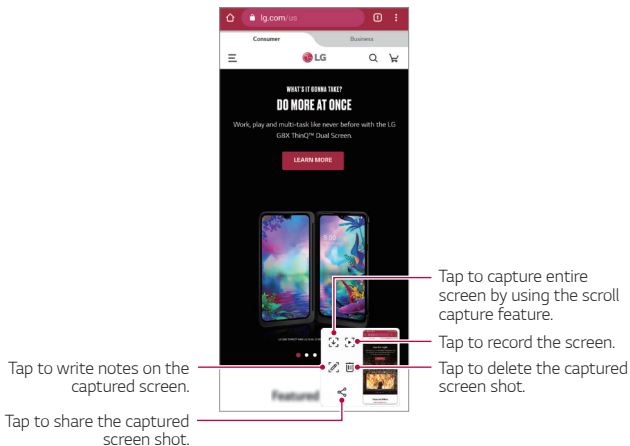 lg.com/us
1
Consumer
Business
LG
WHAT'S IT GONNA TAKE?
DO MORE AT ONCE
Work, play and multi-task like never before with the LG
G8X ThinQ™ Dual Screen.
LEARN MORE
Featured
Tap to capture entire
screen by using the scroll
capture feature.
Tap to record the screen.
Tap to delete the captured
screen shot.
Tap to write notes on the
captured screen.
Tap to share the captured
screen shot.